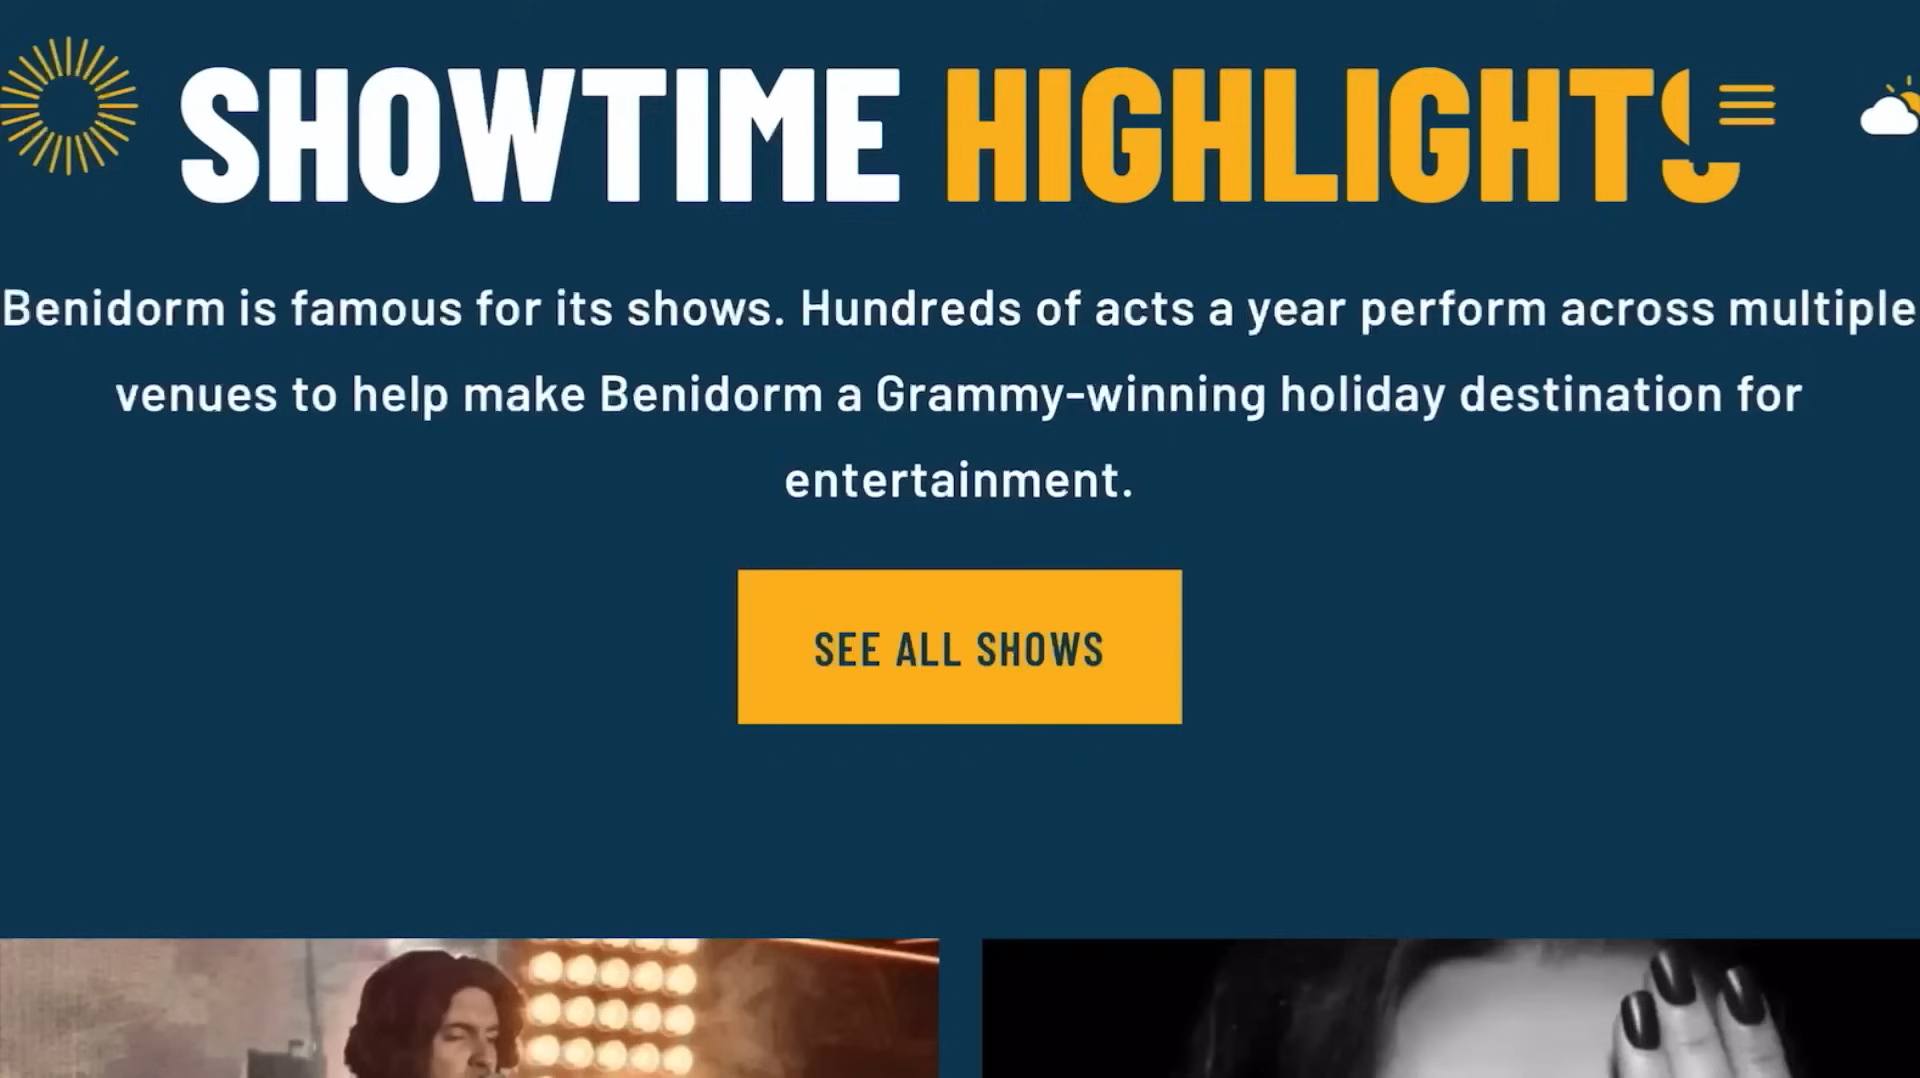 SHOWTIME HIGHLIGHTS
Benidorm is famous for its shows. Hundreds of acts a year perform across multiple
venues to help make Benidorm a Grammy-winning holiday destination for
entertainment.
SEE ALL SHOWS